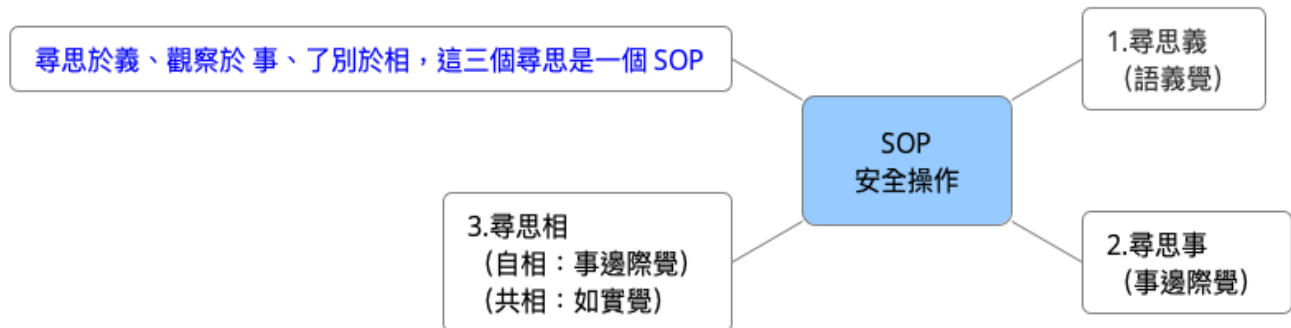 尋思於義、觀察於 事、了別於相,這三個尋思是一個 SOP
SOP
安全操作
1.尋思義
(語義覺)
2.尋思事
(事邊際覺)
3.尋思相
(自相:事邊際覺)
(共相:如實覺)